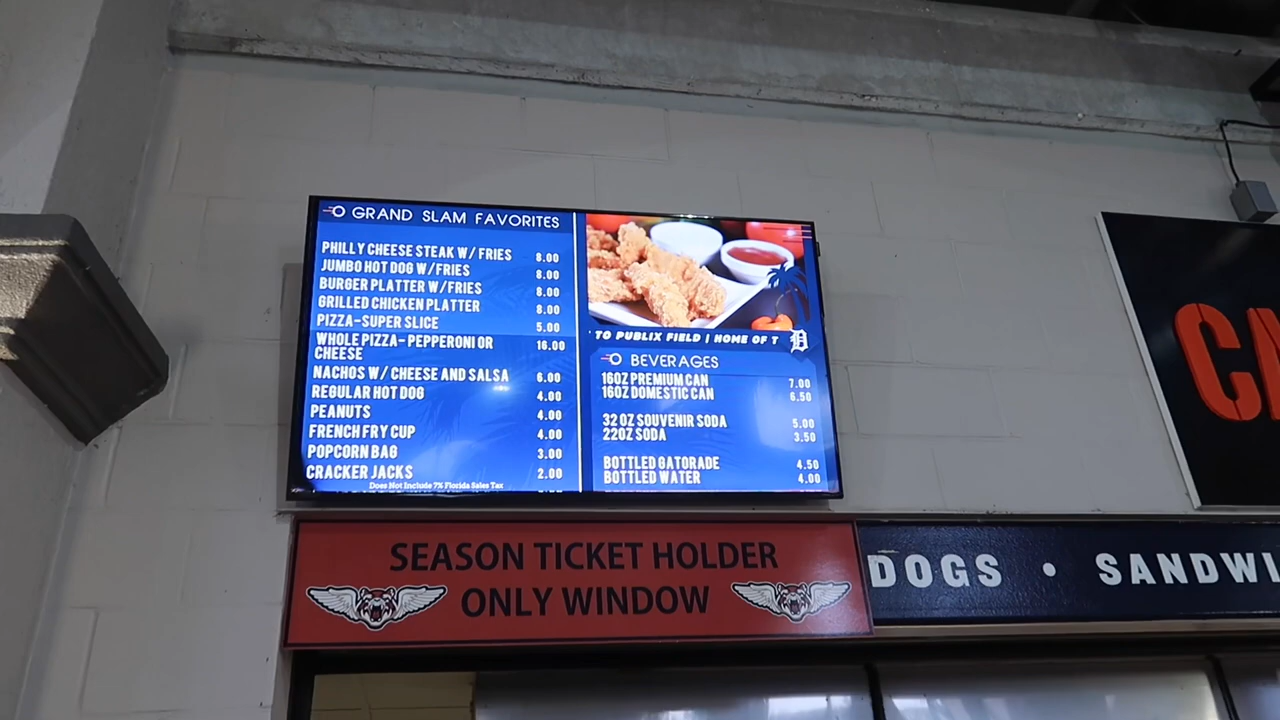 GRAND SLAM FAVORITES
PHILLY CHEESE STEAK W/ FRIES 8.00
JUMBO HOT DOG W/FRIES 8.00
BURGER PLATTER W/FRIES 8.00
GRILLED CHICKEN PLATTER 8.00
PIZZA-SUPER SLICE 5.00
WHOLE PIZZA- PEPPERONI OR 16.00
CHEESE
NACHOS W/ CHEESE AND SALSA 6.00
REGULAR HOT DOG 4.00
PEANUTS 4.00
FRENCH FRY CUP 4.00
POPCORN BAG 3.00
CRACKER JACKS 2.00
Does Not Include 7% Florida Sales Tax
TO PUBLIX FIELD | HOME OF T
D
BEVERAGES
16OZ PREMIUM CAN 7.00
16OZ DOMESTIC CAN 6.50
32 OZ SOUVENIR SODA 5.00
22OZ SODA 3.50
BOTTLED GATORADE 4.50
BOTTLED WATER 4.00
SEASON TICKET HOLDER
ONLY WINDOW
DOGS • SANDWI
CA